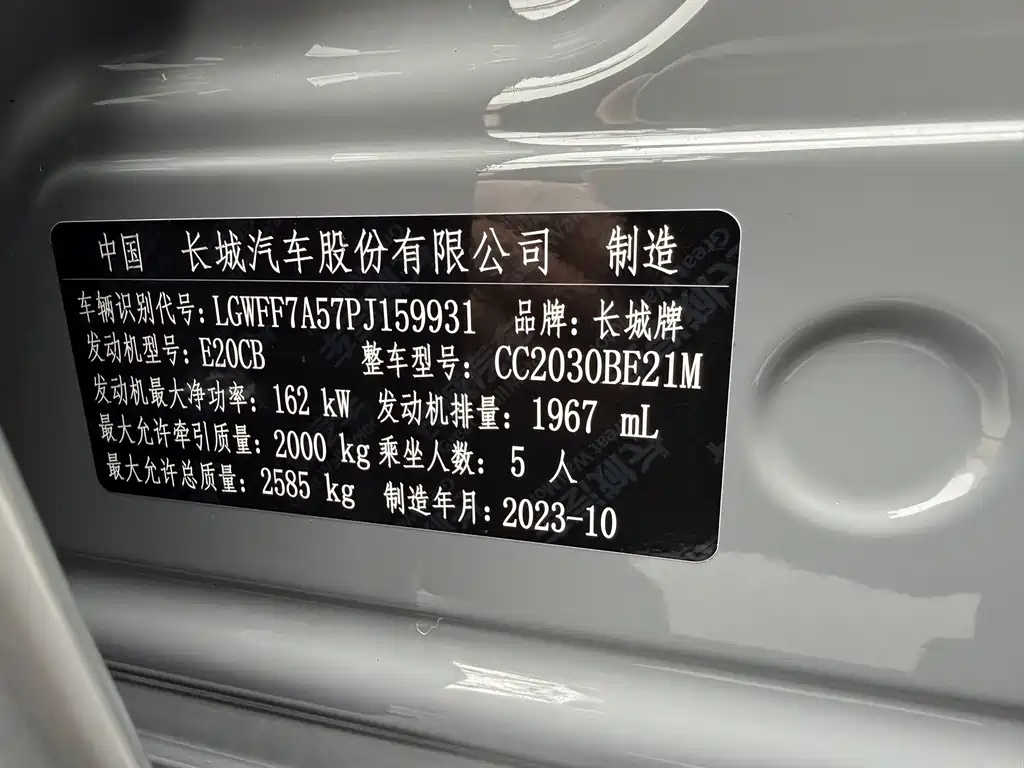 中国 长城汽车股份有限公司 制造
车辆识别代号: LGWFF7A57PJ159931 品牌: 长城牌
发动机型号: E20CB 整车型号: CC2030BE21M
发动机最大净功率: 162 kW 发动机排量: 1967 mL
最大允许牵引质量: 2000 kg 乘坐人数: 5 人
最大允许总质量: 2585 kg 制造年月: 2023-10